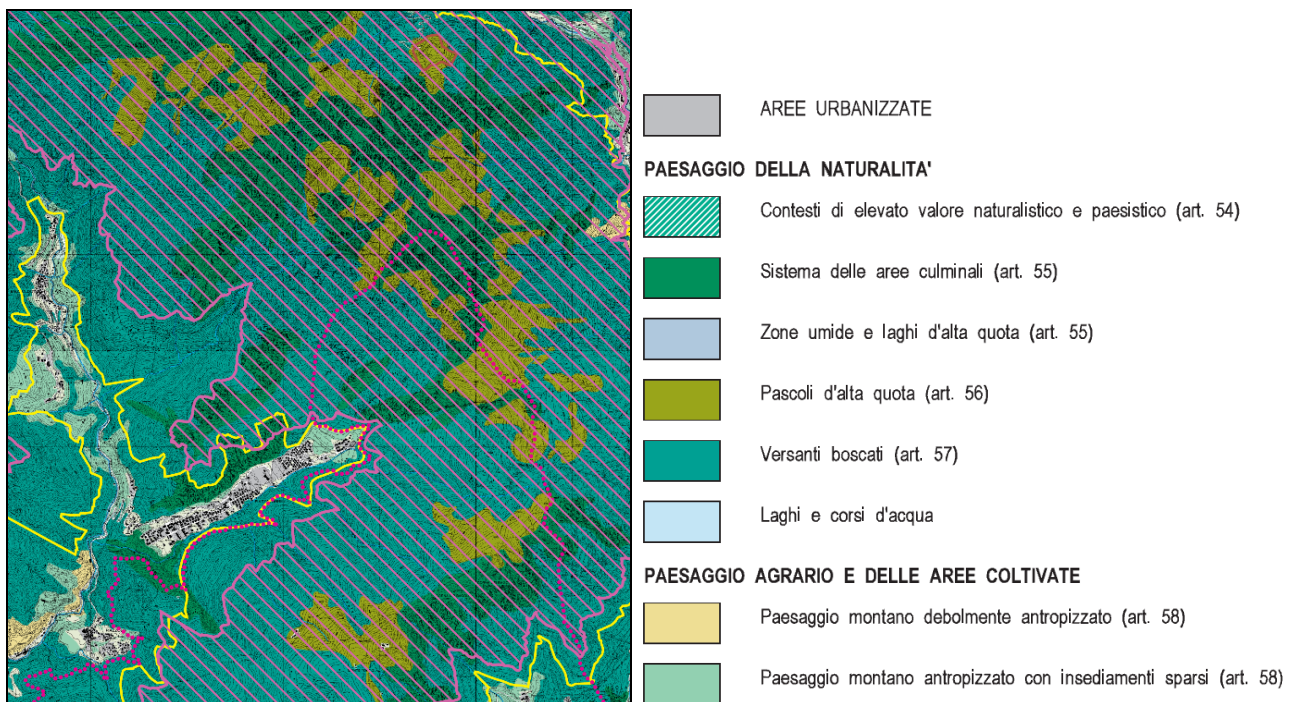 AREE URBANIZZATE
PAESAGGIO DELLA NATURALITA'
Contesti di elevato valore naturalistico e paesistico (art. 54)
Sistema delle aree culminali (art. 55)
Zone umide e laghi d'alta quota (art. 55)
Pascoli d'alta quota (art. 56)
Versanti boscati (art. 57)
Laghi e corsi d'acqua
PAESAGGIO AGRARIO E DELLE AREE COLTIVATE
Paesaggio montano debolmente antropizzato (art. 58)
Paesaggio montano antropizzato con insediamenti sparsi (art. 58)